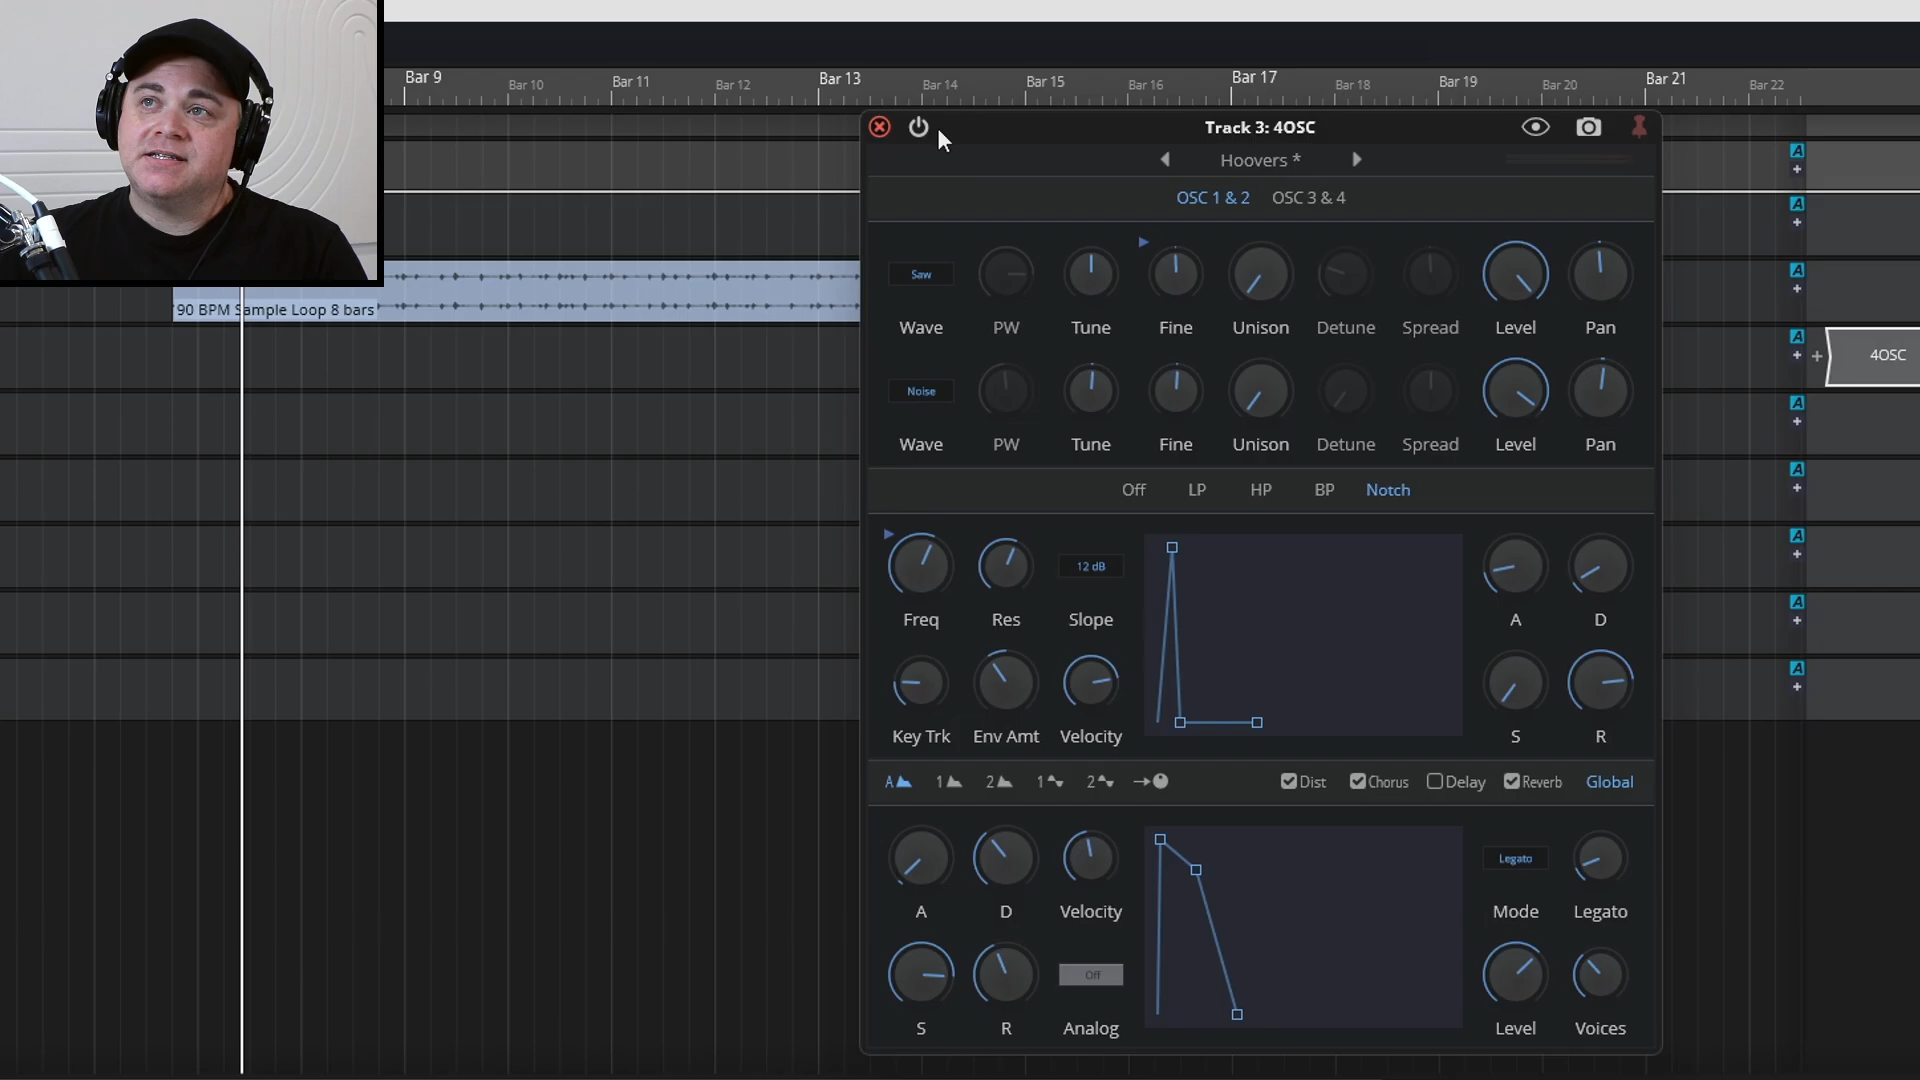 Bar 9 Bar 10 Bar 11 Bar 12 Bar 13 Bar 14 Bar 15 Bar 16 Bar 17 Bar 18 Bar 19 Bar 20 Bar 21 Bar 22
Track 3: 4OSC
Hoovers *
OSC 1 & 2 OSC 3 & 4
Saw
Wave PW Tune Fine Unison Detune Spread Level Pan
90 BPM Sample Loop 8 bars
Noise
Wave PW Tune Fine Unison Detune Spread Level Pan
Off LP HP BP Notch
12 dB
Freq Res Slope A D
Key Trk Env Amt Velocity S R
A 1 2 1 2 Dist Chorus Delay Reverb Global
Legato
A D Velocity Mode Legato
Off
S R Analog Level Voices
A
A
A
A
4OSC
A
A
A
A
A